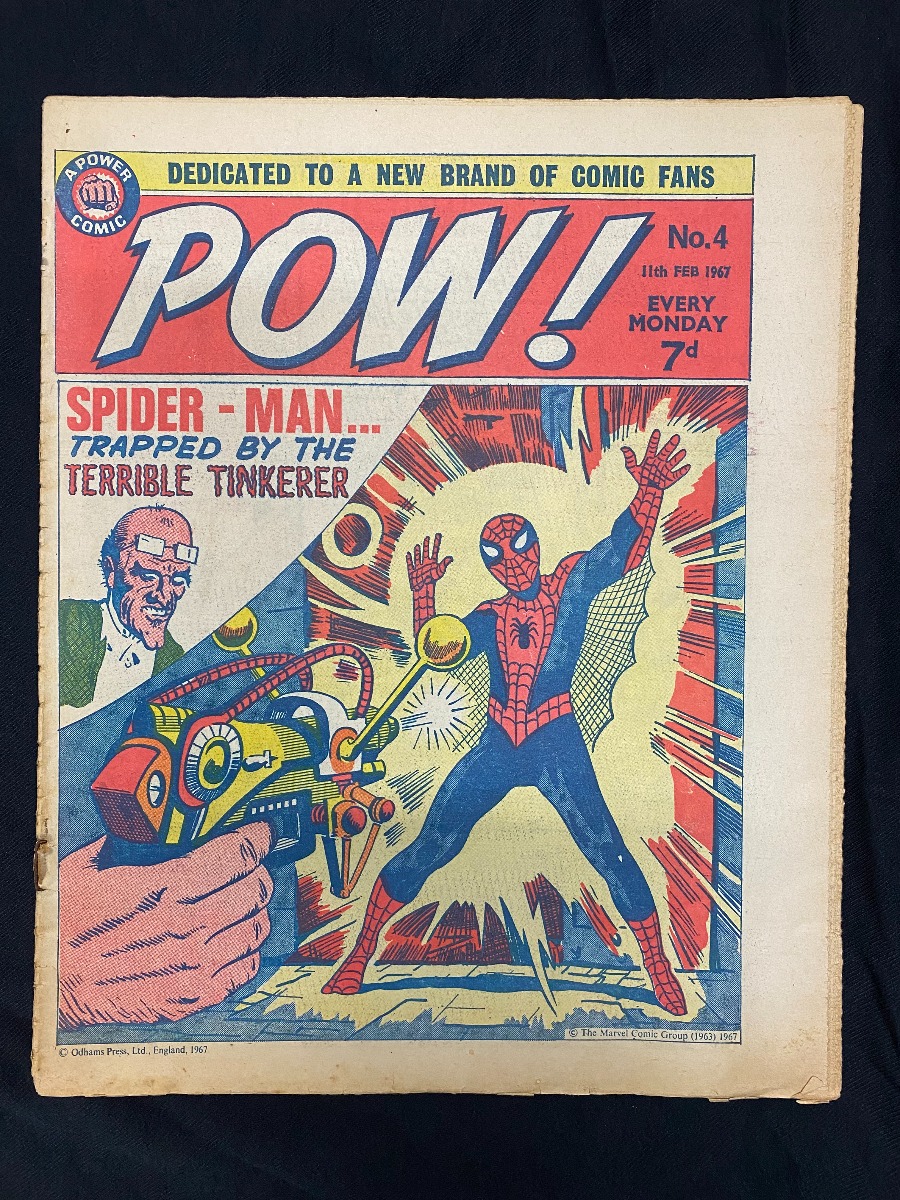 A POWER
COMIC
DEDICATED TO A NEW BRAND OF COMIC FANS
POW!
No.4
11th FEB 1967
EVERY
MONDAY
7d
SPIDER - MAN...
TRAPPED BY THE
TERRIBLE TINKERER
© The Marvel Comic Group (1963) 1967
© Odhams Press, Ltd., England, 1967